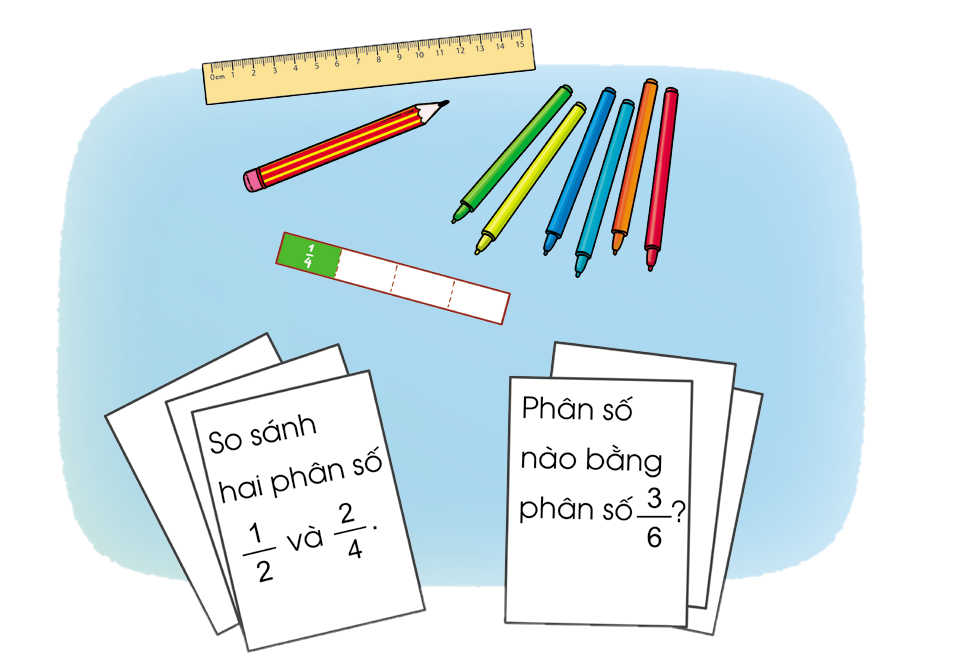 0cm 1 2 3 4 5 6 7 8 9 10 11 12 13 14 15
1/4
So sánh
hai phân số
1/2 và 2/4.
Phân số
nào bằng
phân số 3/6?